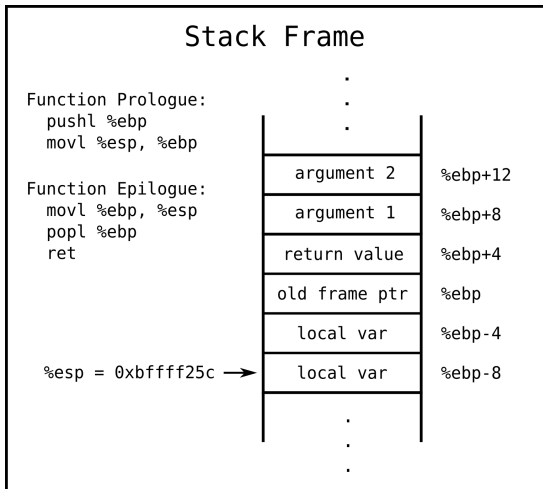 Stack Frame
Function Prologue:
pushl %ebp
movl %esp, %ebp
Function Epilogue:
movl %ebp, %esp
popl %ebp
ret
argument 2 %ebp+12
argument 1 %ebp+8
return value %ebp+4
old frame ptr %ebp
local var %ebp-4
%esp = 0xbffff25c local var %ebp-8